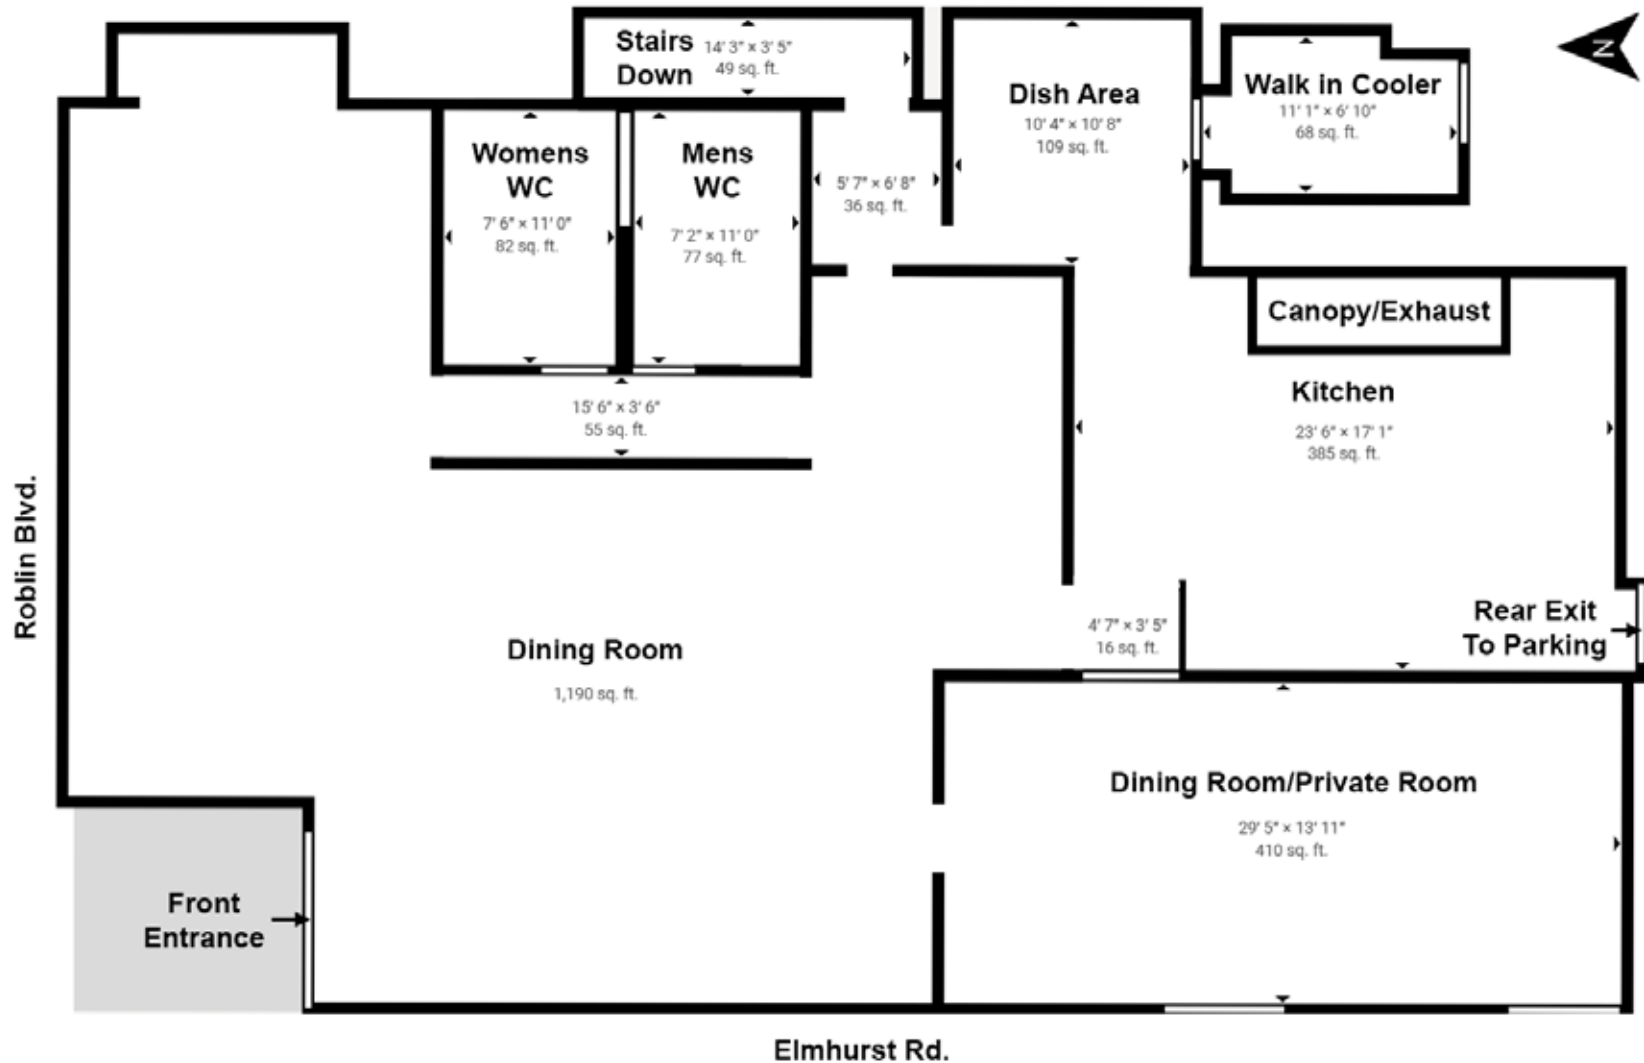 Stairs
Down
14' 3" × 3' 5"
49 sq. ft.
Dish Area
10' 4" × 10' 8"
109 sq. ft.
Walk in Cooler
11' 1" × 6' 10"
68 sq. ft.
N
Womens
WC
7' 6" × 11' 0"
82 sq. ft.
Mens
WC
7' 2" × 11' 0"
77 sq. ft.
5' 7" × 6' 8"
36 sq. ft.
Canopy/Exhaust
Kitchen
23' 6" × 17' 1"
385 sq. ft.
15' 6" × 3' 6"
55 sq. ft.
Roblin Blvd.
Dining Room
1,190 sq. ft.
4' 7" × 3' 5"
16 sq. ft.
Rear Exit
To Parking
Dining Room/Private Room
29' 5" × 13' 11"
410 sq. ft.
Front
Entrance
Elmhurst Rd.